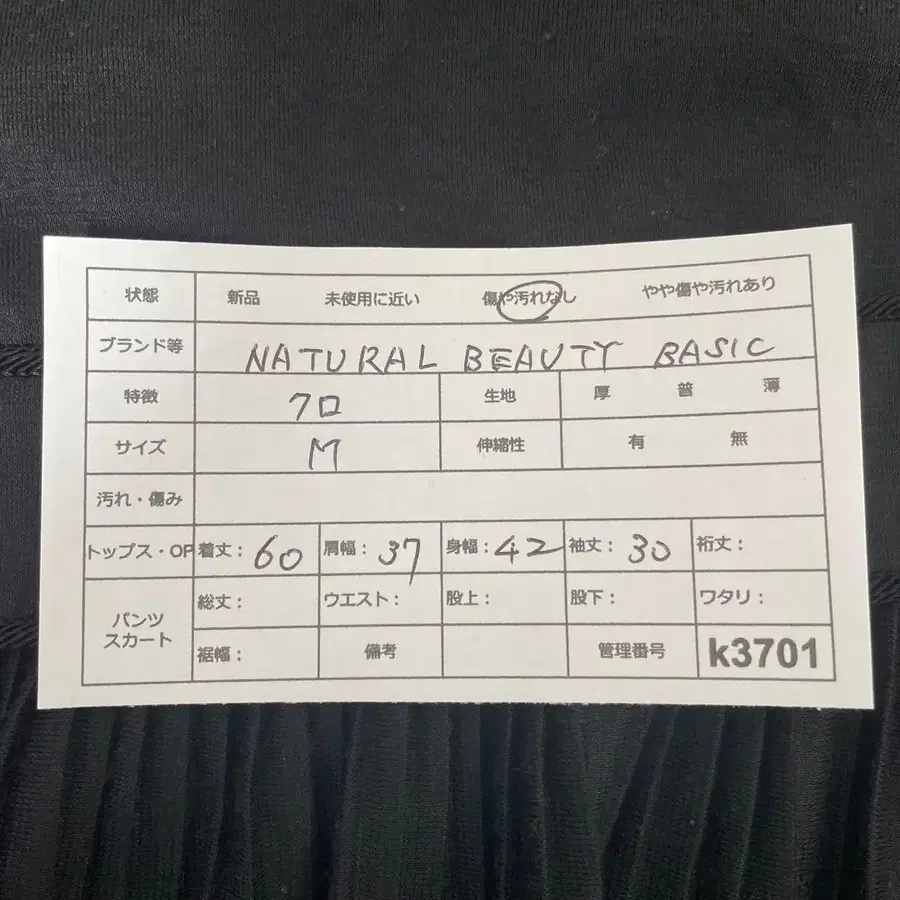 状態 新品 未使用に近い 傷や汚れなし やや傷や汚れあり
ブランド等 NATURAL BEAUTY BASIC
特徴 クロ 生地 厚 普 薄
サイズ M 伸縮性 有 無
汚れ・傷み
トップス・OP 着丈: 60 肩幅: 37 身幅: 42 袖丈: 30 裄丈:
パンツ スカート 総丈: ウエスト: 股上: 股下: ワタリ:
裾幅: 備考 管理番号 k3701